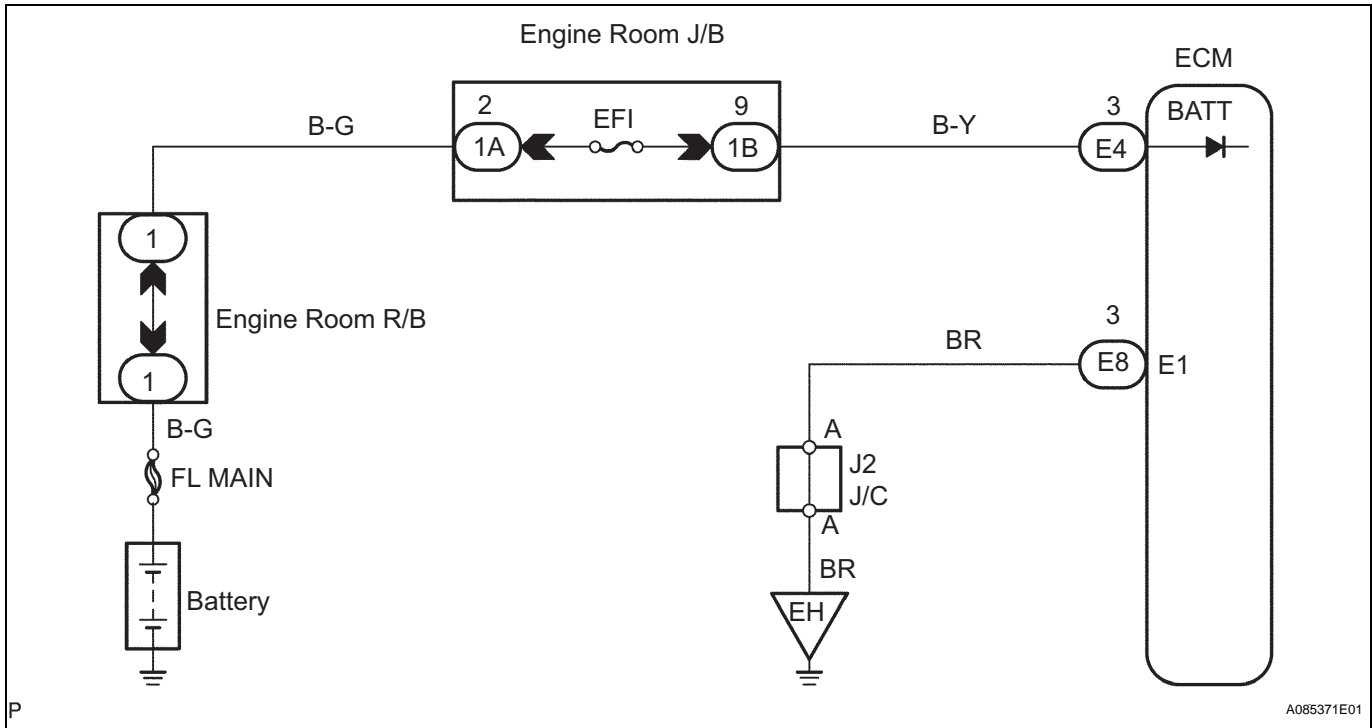 Engine Room J/B
ECM
2
EFI
9
3
BATT
B-G
1A
1B
B-Y
E4
1
Engine Room R/B
1
3
BR
E8
E1
B-G
A
FL MAIN
J2
J/C
A
BR
Battery
EH
P
A085371E01